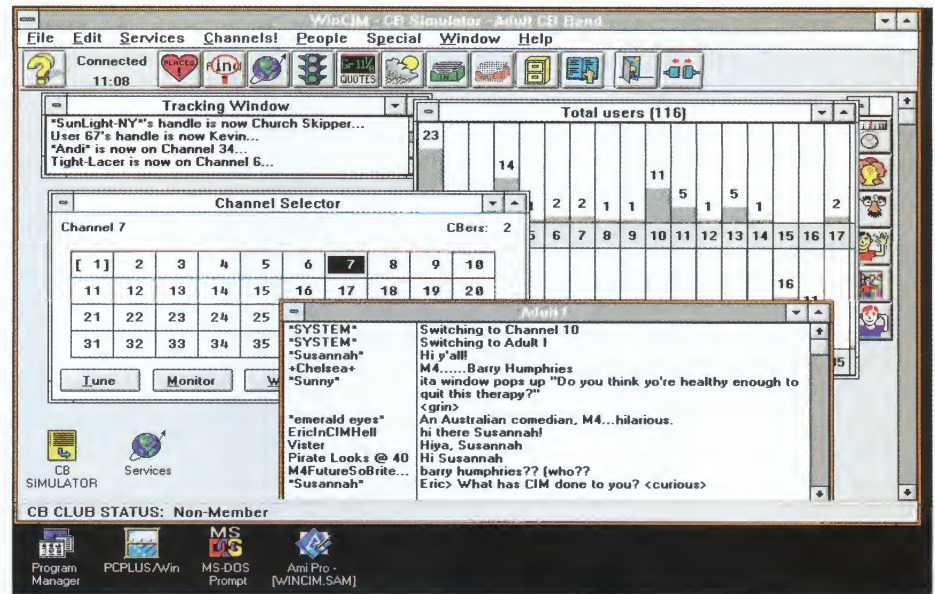 WinCIM - CB Simulator - Adult CB Band
File Edit Services Channels! People Special Window Help
Connected
11:08
PLACES
!
Find
Gr 11⅛
QUOTES
Tracking Window
*SunLight-NY*'s handle is now Church Skipper...
User 67's handle is now Kevin...
*Andi* is now on Channel 34...
Tight-Lacer is now on Channel 6...
Total users (116)
23
14
2 2 1 1 11 5 1 5 1 2
6 7 8 9 10 11 12 13 14 15 16 17
16
Channel Selector
Channel 7 CBers: 2
[ 1] 2 3 4 5 6 7 8 9 10
11 12 13 14 15 16 17 18 19 20
21 22 23 24 25
31 32 33 34 35
Tune Monitor W
Adult I
*SYSTEM* Switching to Channel 10
*SYSTEM* Switching to Adult I
*Susannah* Hi y'all!
+Chelsea+ M4......Barry Humphries
*Sunny* ita window pops up "Do you think yo're healthy enough to
quit this therapy?"
<grin>
*emerald eyes* An Australian comedian, M4...hilarious.
EricInCIMHell hi there Susannah!
Vister Hiya, Susannah
Pirate Looks @ 40 Hi Susannah
M4FutureSoBrite... barry humphries?? (who??
*Susannah* Eric> What has CIM done to you? <curious>
CB
SIMULATOR
Services
CB CLUB STATUS: Non-Member
Program
Manager
PCPLUS/Win
MS
DOS
MS-DOS
Prompt
Ami Pro -
[WINCIM.SAM]